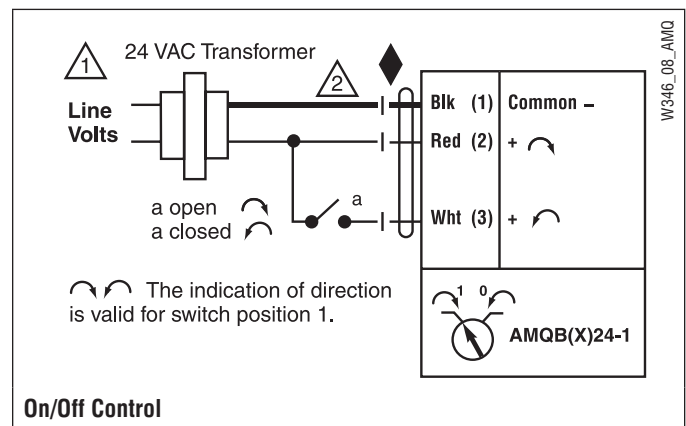 W346_08_AMQ
1
24 VAC Transformer
2
Line
Volts
Blk (1) Common –
Red (2) +
a
a open
a closed
Wht (3) +
The indication of direction
is valid for switch position 1.
1 0
AMQB(X)24-1
On/Off Control